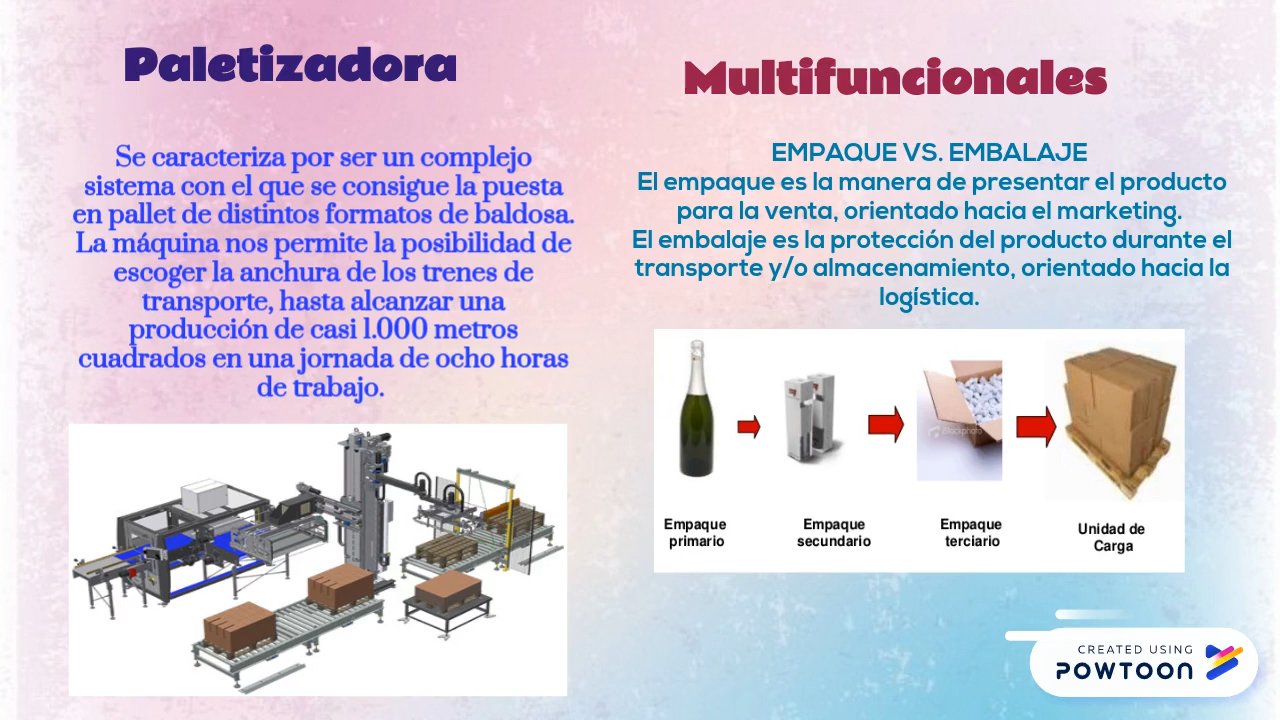 Paletizadora
Se caracteriza por ser un complejo
sistema con el que se consigue la puesta
en pallet de distintos formatos de baldosa.
La máquina nos permite la posibilidad de
escoger la anchura de los trenes de
transporte, hasta alcanzar una
producción de casi 1.000 metros
cuadrados en una jornada de ocho horas
de trabajo.
Multifuncionales
EMPAQUE VS. EMBALAJE
El empaque es la manera de presentar el producto
para la venta, orientado hacia el marketing.
El embalaje es la protección del producto durante el
transporte y/o almacenamiento, orientado hacia la
logística.
Empaque
primario
Empaque
secundario
Empaque
terciario
Unidad de
Carga
CREATED USING
POWTOON